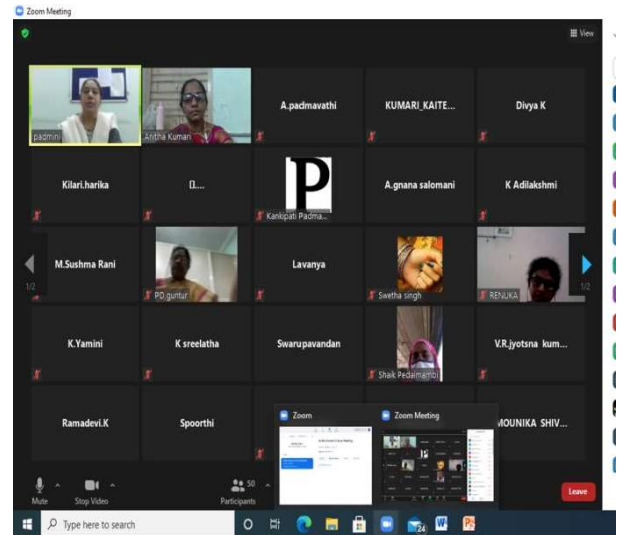 Zoom Meeting
View
padmini
Anitha Kumari
A.padmavathi
KUMARI_KAITE...
Divya K
Kilari.harika
P
Kankipati Padma...
A.gnana salomani
K Adilakshmi
M.Sushma Rani
PD guntur
Lavanya
Swetha singh
RENUKA
1/2
1/2
K.Yamini
K sreelatha
Swarupavandan
Shaik Pedaimambi
V.R.jyotsna kum...
Ramadevi.K
Spoorthi
Zoom
Zoom Meeting
MOUNIKA SHIV...
Mute
Stop Video
50
Participants
Leave
Type here to search
24